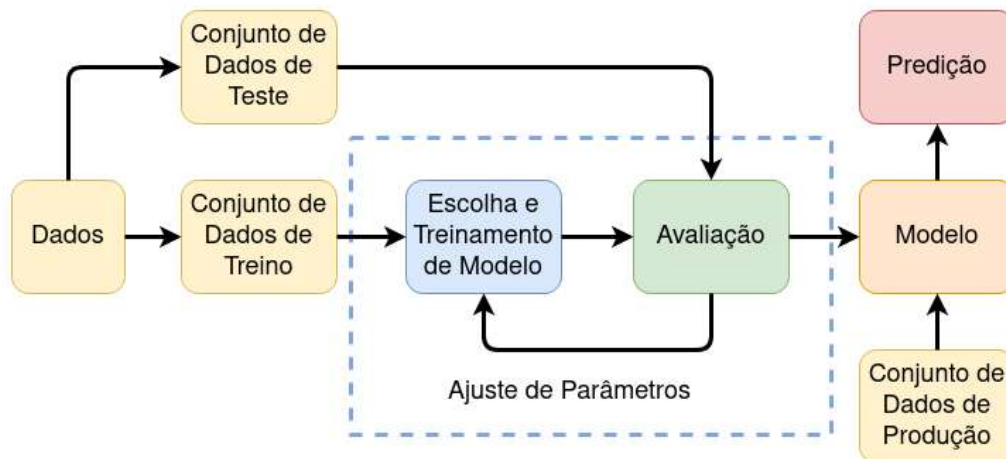 Conjunto de
Dados de
Teste
Predição
Dados
Conjunto de
Dados de
Treino
Escolha e
Treinamento
de Modelo
Avaliação
Modelo
Ajuste de Parâmetros
Conjunto de
Dados de
Produção